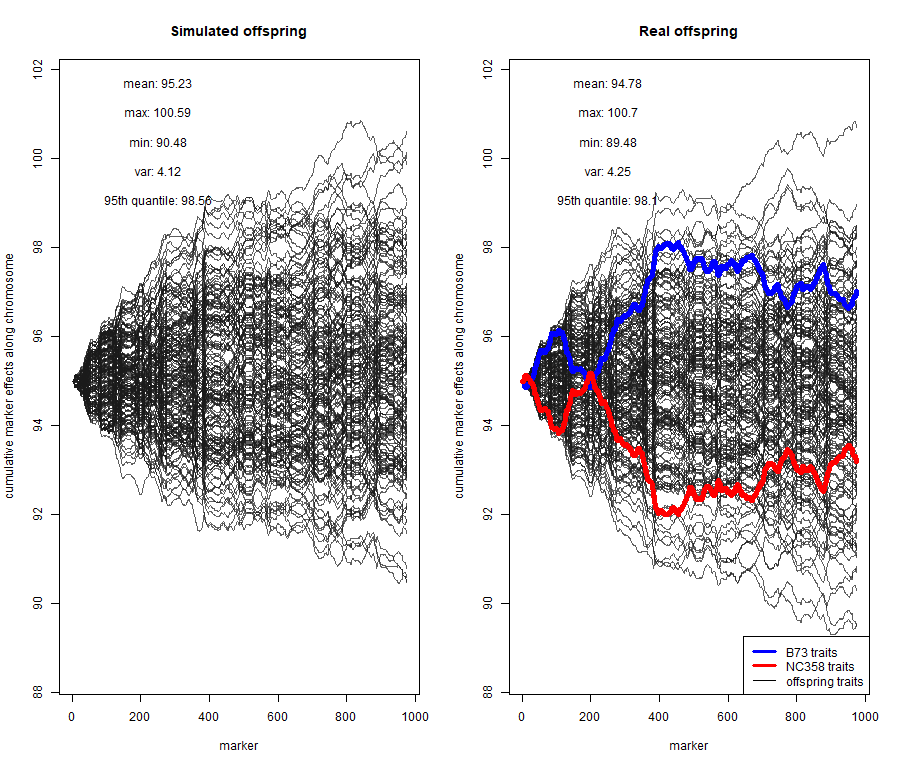 Simulated offspring
mean: 95.23
max: 100.59
min: 90.48
var: 4.12
95th quantile: 98.56
cumulative marker effects along chromosome
88
90
92
94
96
98
100
102
0
200
400
600
800
1000
marker
Real offspring
mean: 94.78
max: 100.7
min: 89.48
var: 4.25
95th quantile: 98.1
cumulative marker effects along chromosome
88
90
92
94
96
98
100
102
B73 traits
NC358 traits
offspring traits
0
200
400
600
800
1000
marker